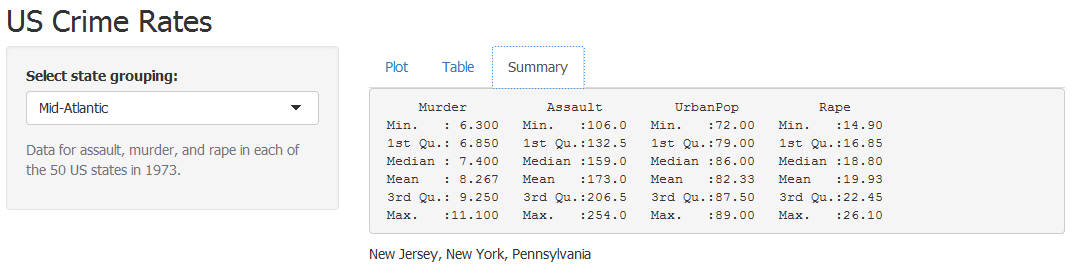 US Crime Rates
Select state grouping:
Mid-Atlantic
Data for assault, murder, and rape in each of
the 50 US states in 1973.
Plot Table Summary
Murder Assault UrbanPop Rape
Min. : 6.300 Min. :106.0 Min. :72.00 Min. :14.90
1st Qu.: 6.850 1st Qu.:132.5 1st Qu.:79.00 1st Qu.:16.85
Median : 7.400 Median :159.0 Median :86.00 Median :18.80
Mean : 8.267 Mean :173.0 Mean :82.33 Mean :19.93
3rd Qu.: 9.250 3rd Qu.:206.5 3rd Qu.:87.50 3rd Qu.:22.45
Max. :11.100 Max. :254.0 Max. :89.00 Max. :26.10
New Jersey, New York, Pennsylvania